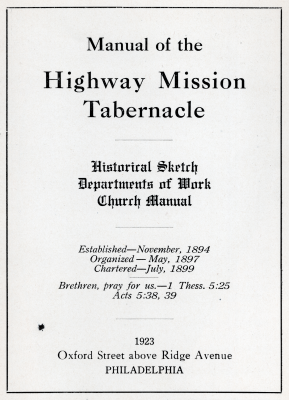 Manual of the
Highway Mission
Tabernacle
Historical Sketch
Departments of Work
Church Manual
Established—November, 1894
Organized—May, 1897
Chartered—July, 1899
Brethren, pray for us.—1 Thess. 5:25
Acts 5:38, 39
1923
Oxford Street above Ridge Avenue
PHILADELPHIA